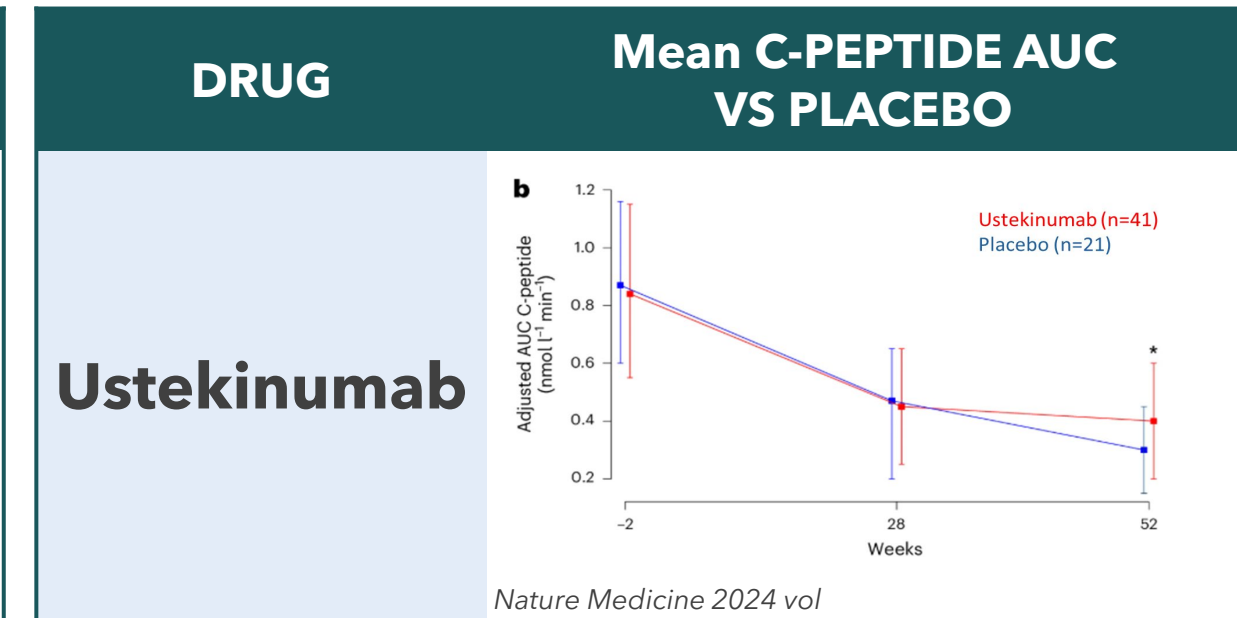 DRUG
Mean C-PEPTIDE AUC
VS PLACEBO
Ustekinumab
b
Adjusted AUC C-peptide
(nmol l⁻¹ min⁻¹)
1.2
1.0
0.8
0.6
0.4
0.2
Ustekinumab (n=41)
Placebo (n=21)
*
–2
28
52
Weeks
Nature Medicine 2024 vol